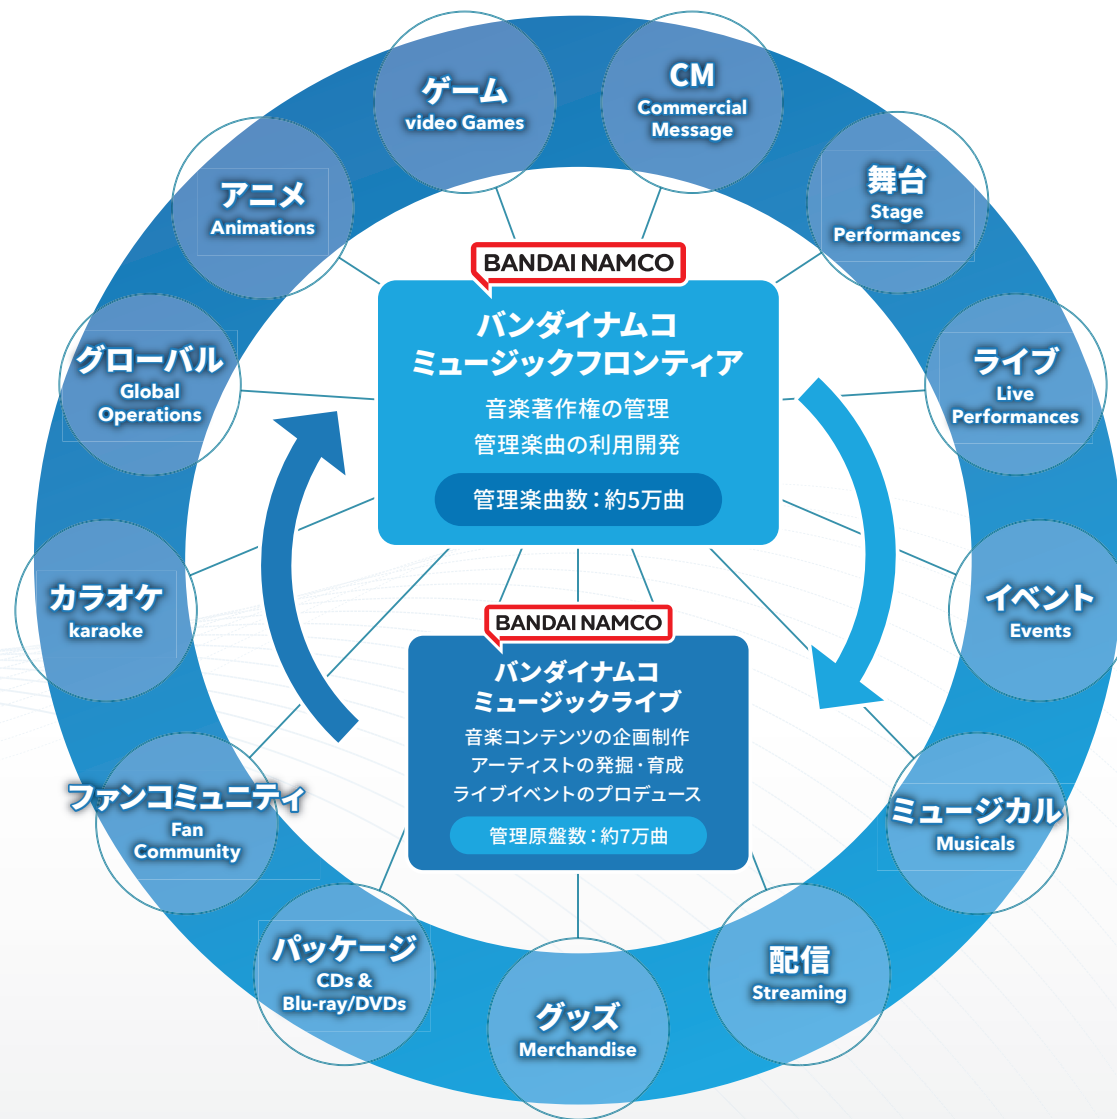 ゲーム
video Games
CM
Commercial
Message
アニメ
Animations
舞台
Stage
Performances
グローバル
Global
Operations
ライブ
Live
Performances
BANDAI NAMCO
バンダイナムコ
ミュージックフロンティア
音楽著作権の管理
管理楽曲の利用開発
管理楽曲数：約5万曲
カラオケ
karaoke
イベント
Events
BANDAI NAMCO
バンダイナムコ
ミュージックライブ
音楽コンテンツの企画制作
アーティストの発掘・育成
ライブイベントのプロデュース
管理原盤数：約7万曲
ファンコミュニティ
Fan
Community
ミュージカル
Musicals
パッケージ
CDs &
Blu-ray/DVDs
グッズ
Merchandise
配信
Streaming